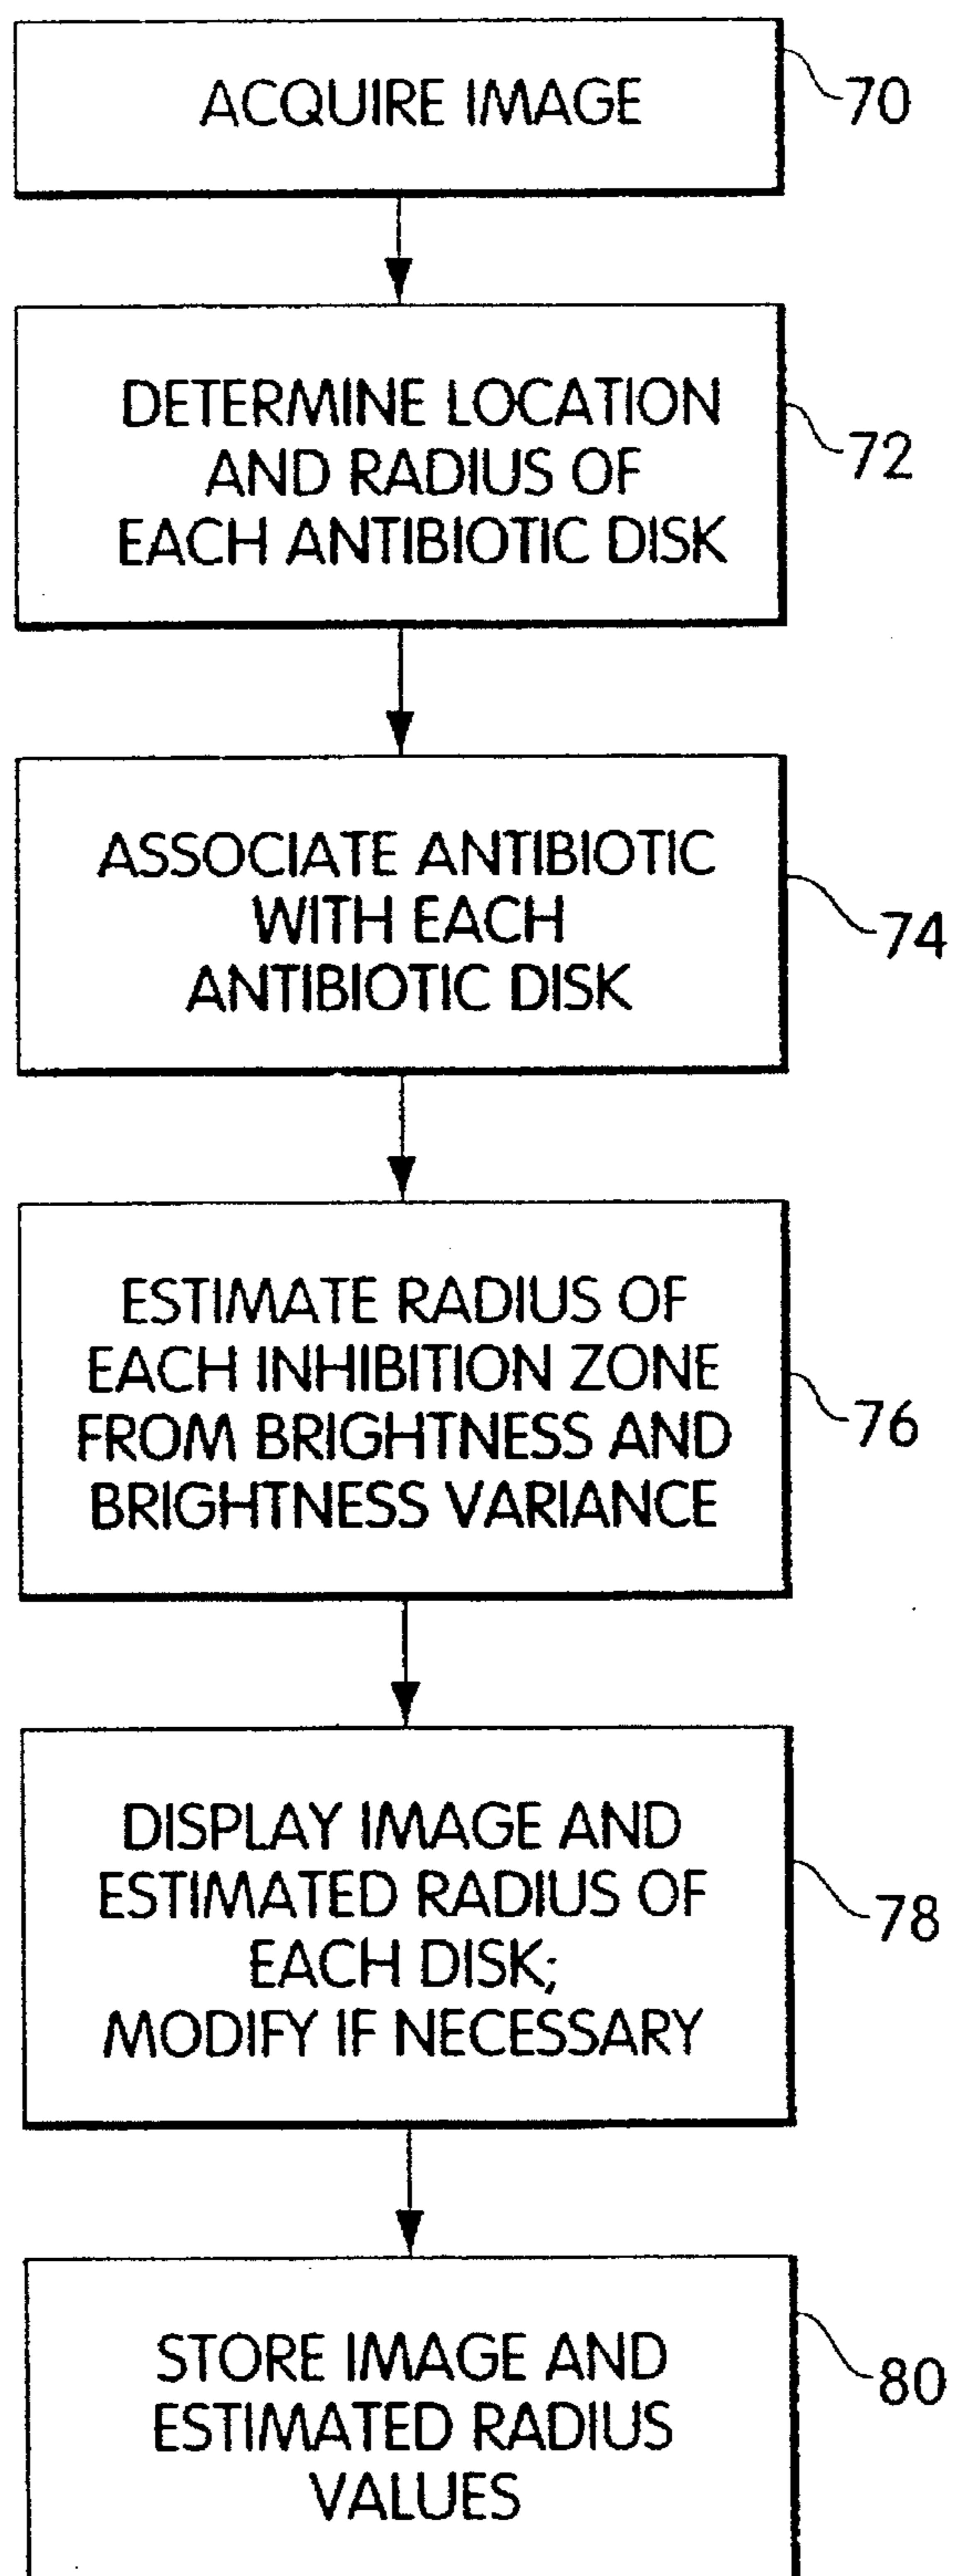 ACQUIRE IMAGE
70
DETERMINE LOCATION
AND RADIUS OF
EACH ANTIBIOTIC DISK
72
ASSOCIATE ANTIBIOTIC
WITH EACH
ANTIBIOTIC DISK
74
ESTIMATE RADIUS OF
EACH INHIBITION ZONE
FROM BRIGHTNESS AND
BRIGHTNESS VARIANCE
76
DISPLAY IMAGE AND
ESTIMATED RADIUS OF
EACH DISK;
MODIFY IF NECESSARY
78
STORE IMAGE AND
ESTIMATED RADIUS
VALUES
80